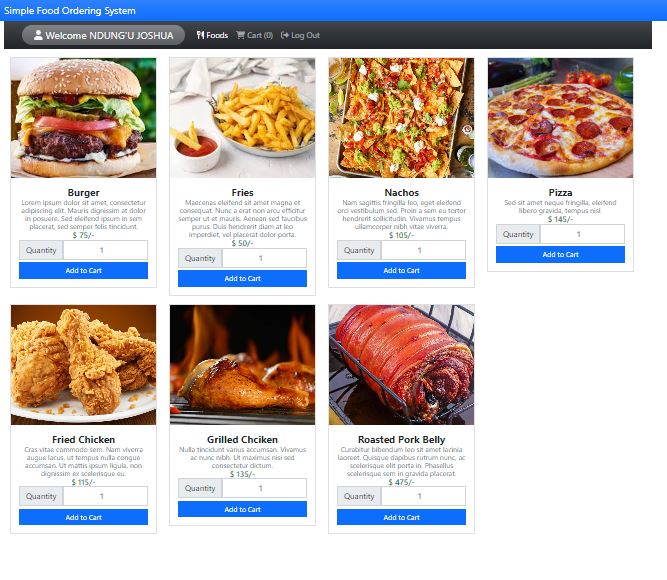 Simple Food Ordering System
Welcome NDUNG'U JOSHUA
Foods
Cart (0)
Log Out
Burger
Lorem ipsum dolor sit amet, consectetur
adipiscing elit. Mauris dignissim at dolor
in posuere. Sed eleifend ipsum in sem
placerat, sed semper felis tincidunt.
$ 75/-
Quantity 1
Add to Cart
Fries
Maecenas eleifend sit amet magna et
consequat. Nunc a erat non arcu efficitur
semper ut et mauris. Aenean sed faucibus
purus. Duis hendrerit diam at leo
imperdiet, vel placerat dolor porta.
$ 50/-
Quantity 1
Add to Cart
Nachos
Nam sagittis fringilla leo, eget eleifend
orci vestibulum sed. Proin a sem eu tortor
hendrerit sollicitudin. Vivamus tempus
ullamcorper nibh vitae viverra.
$ 105/-
Quantity 1
Add to Cart
Pizza
Sed sit amet neque fringilla, eleifend
libero gravida, tempus nisl.
$ 145/-
Quantity 1
Add to Cart
Fried Chicken
Cras vitae commodo sem. Nam viverra
augue lacus, ut tempus nulla congue
accumsan. Ut mattis ipsum ligula, non
dignissim ex scelerisque eu.
$ 115/-
Quantity 1
Add to Cart
Grilled Chciken
Nulla tincidunt varius accumsan. Vivamus
ac nunc nibh. Ut maximus nisi sed
consectetur dictum.
$ 135/-
Quantity 1
Add to Cart
Roasted Pork Belly
Curabitur bibendum leo sit amet lacinia
laoreet. Quisque dapibus rutrum nunc, ac
scelerisque elit porta in. Phasellus
scelerisque sem in gravida placerat.
$ 475/-
Quantity 1
Add to Cart